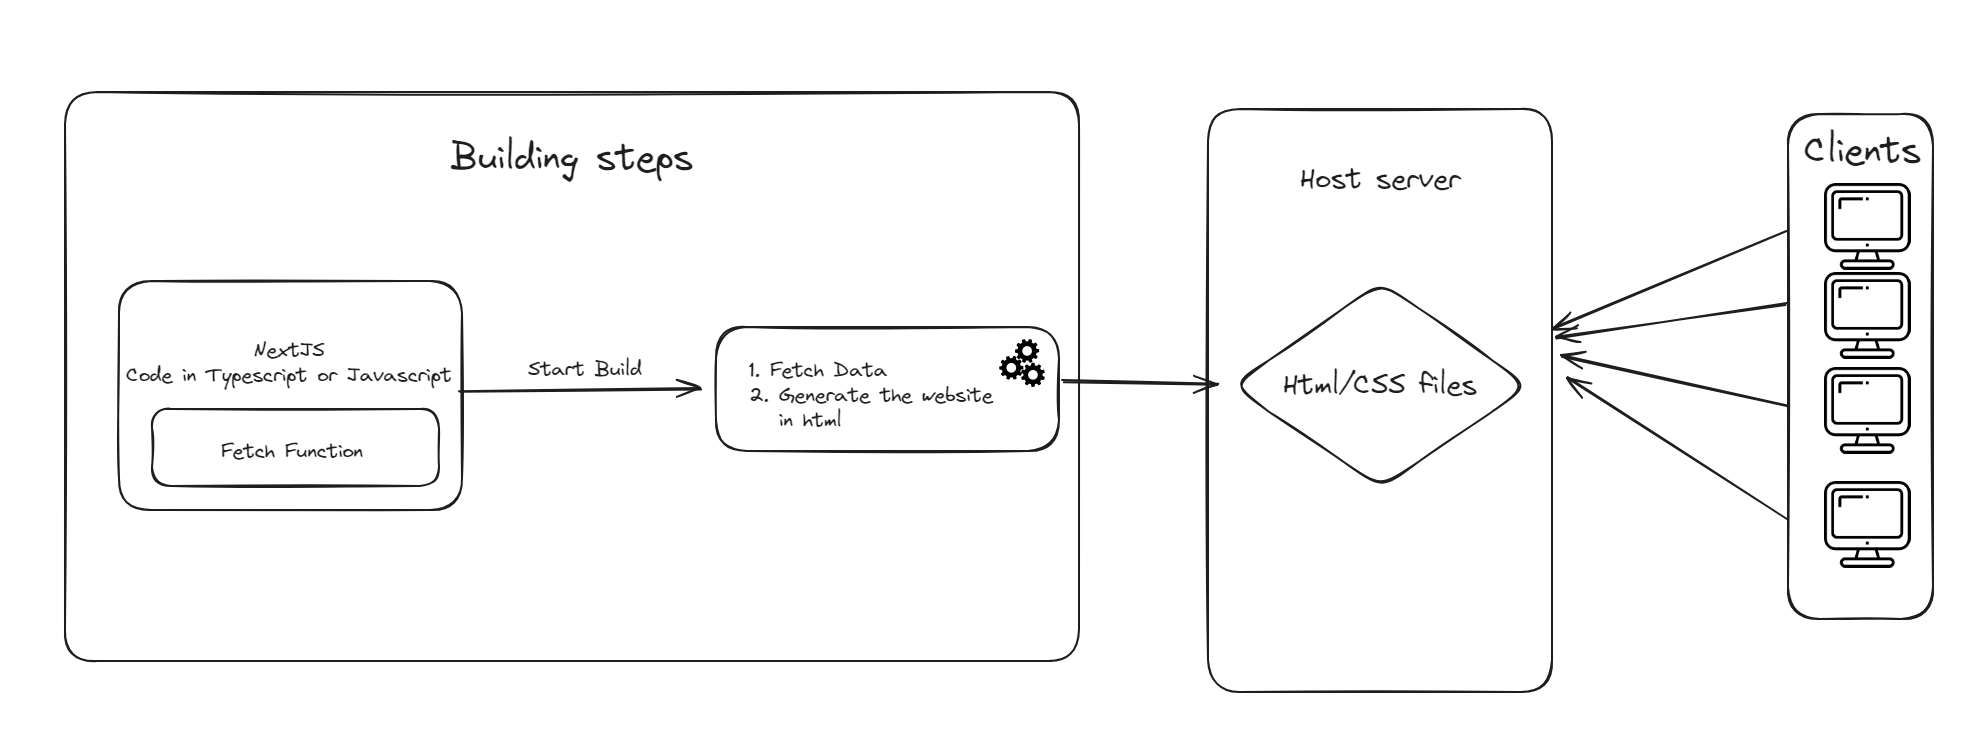 Building steps
NextJS
Code in Typescript or Javascript
Fetch Function
Start Build
1. Fetch Data
2. Generate the website
in html
Host server
Html/CSS files
Clients